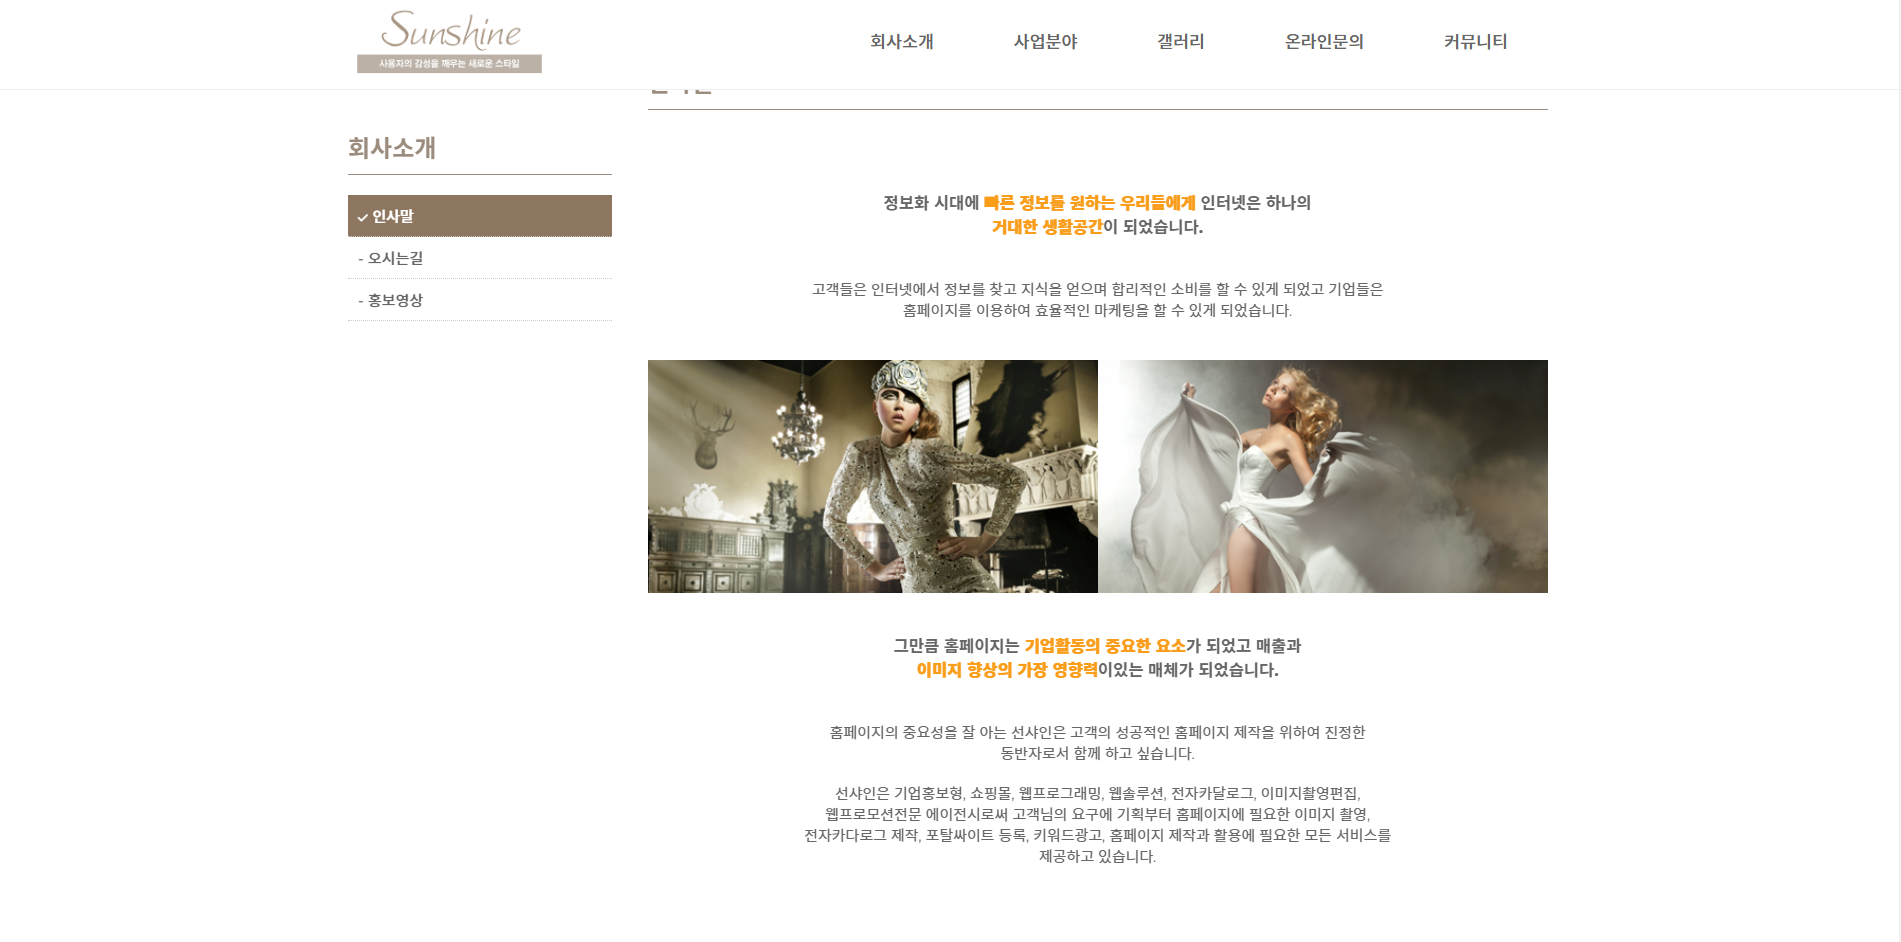 Sunshine
사용자의 감성을 깨우는 새로운 스타일
회사소개
사업분야
갤러리
온라인문의
커뮤니티
회사소개
인사말
- 오시는길
- 홍보영상
정보화 시대에 빠른 정보를 원하는 우리들에게 인터넷은 하나의
거대한 생활공간이 되었습니다.
고객들은 인터넷에서 정보를 찾고 지식을 얻으며 합리적인 소비를 할 수 있게 되었고 기업들은
홈페이지를 이용하여 효율적인 마케팅을 할 수 있게 되었습니다.
그만큼 홈페이지는 기업활동의 중요한 요소가 되었고 매출과
이미지 향상의 가장 영향력이있는 매체가 되었습니다.
홈페이지의 중요성을 잘 아는 선샤인은 고객의 성공적인 홈페이지 제작을 위하여 진정한
동반자로서 함께 하고 싶습니다.
선샤인은 기업홍보형, 쇼핑몰, 웹프로그래밍, 웹솔루션, 전자카달로그, 이미지촬영편집,
웹프로모션전문 에이전시로써 고객님의 요구에 기획부터 홈페이지에 필요한 이미지 촬영,
전자카다로그 제작, 포탈싸이트 등록, 키워드광고, 홈페이지 제작과 활용에 필요한 모든 서비스를
제공하고 있습니다.